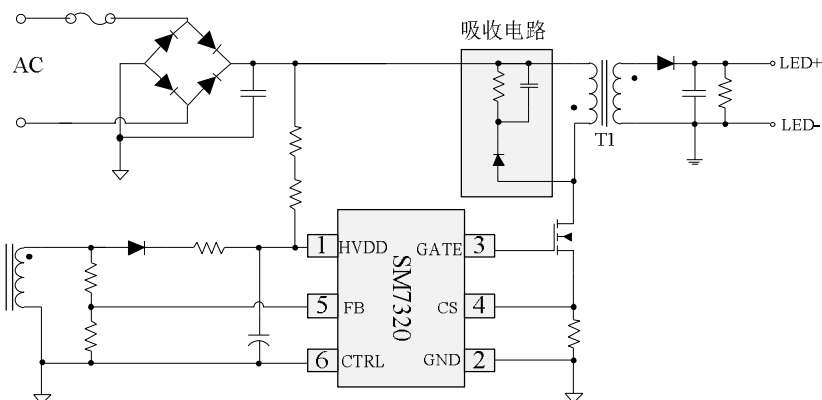 吸收电路
AC
LED+
T1
LED-
1 HVDD GATE 3
SM7320
5 FB CS 4
6 CTRL GND 2